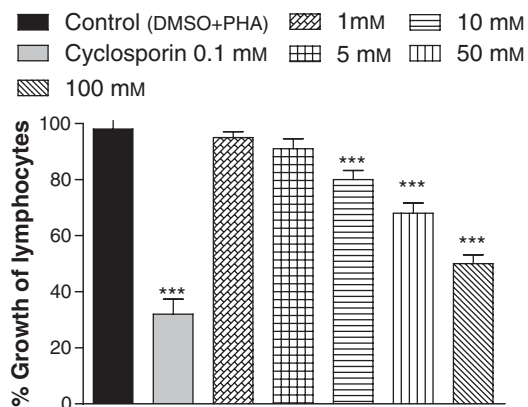 Control (DMSO+PHA) 1mM 10 mM
Cyclosporin 0.1 mM 5 mM 50 mM
100 mM
% Growth of lymphocytes
100
80
60
40
20
0
***
***
***
***